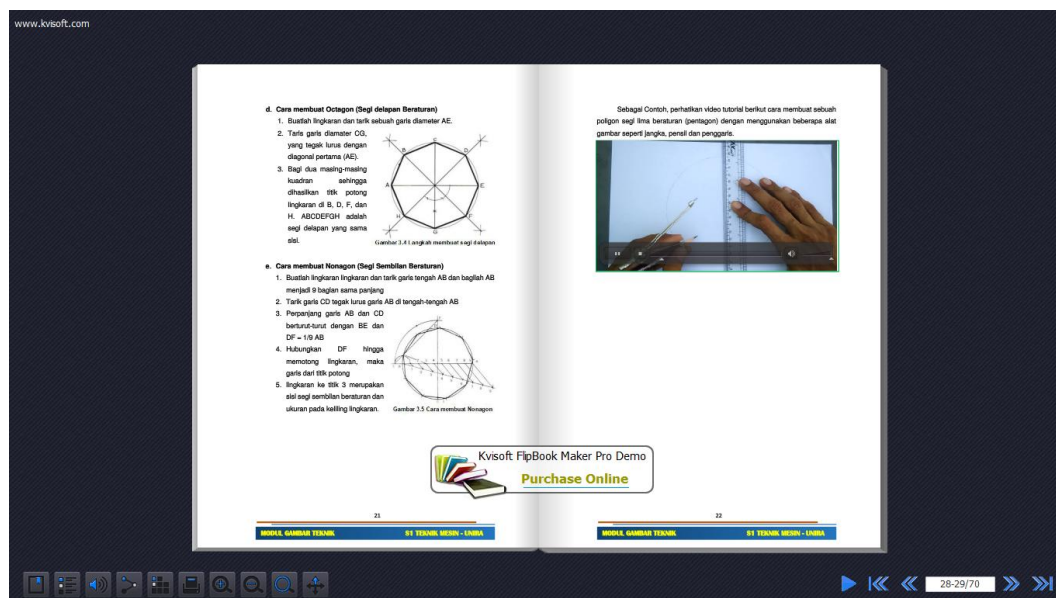 www.kvisoft.com
d. Cara membuat Octagon (Segi delapan Beraturan)
1. Buatlah lingkaran dan tarik sebuah garis diameter AE.
2. Taris garis diamater CG,
yang tegak lurus dengan
diagonal pertama (AE).
3. Bagi dua masing-masing
kuadran sehingga
dihasilkan titik potong
lingkaran di B, D, F, dan
H. ABCDEFGH adalah
segi delapan yang sama
sisi.
C
B
D
A
E
H
F
G
Gambar 3.4 Langkah membuat segi delapan
e. Cara membuat Nonagon (Segi Sembilan Beraturan)
1. Buatlah lingkaran lingkaran dan tarik garis tengah AB dan bagilah AB
menjadi 9 bagian sama panjang
2. Tarik garis CD tegak lurus garis AB di tengah-tengah AB
3. Perpanjang garis AB dan CD
berturut-turut dengan BE dan
DF = 1/9 AB
4. Hubungkan DF hingga
memotong lingkaran, maka
garis dari titik potong
5. lingkaran ke titik 3 merupakan
sisi segi sembilan beraturan dan
ukuran pada keliling lingkaran.
Gambar 3.5 Cara membuat Nonagon
21
MODUL GAMBAR TEKNIK S1 TEKNIK MESIN - UNIRA
Sebagai Contoh, perhatikan video tutorial berikut cara membuat sebuah
poligon segi lima beraturan (pentagon) dengan menggunakan beberapa alat
gambar seperti jangka, pensil dan penggaris.
22
MODUL GAMBAR TEKNIK S1 TEKNIK MESIN - UNIRA
Kvisoft FlipBook Maker Pro Demo
Purchase Online
28-29/70